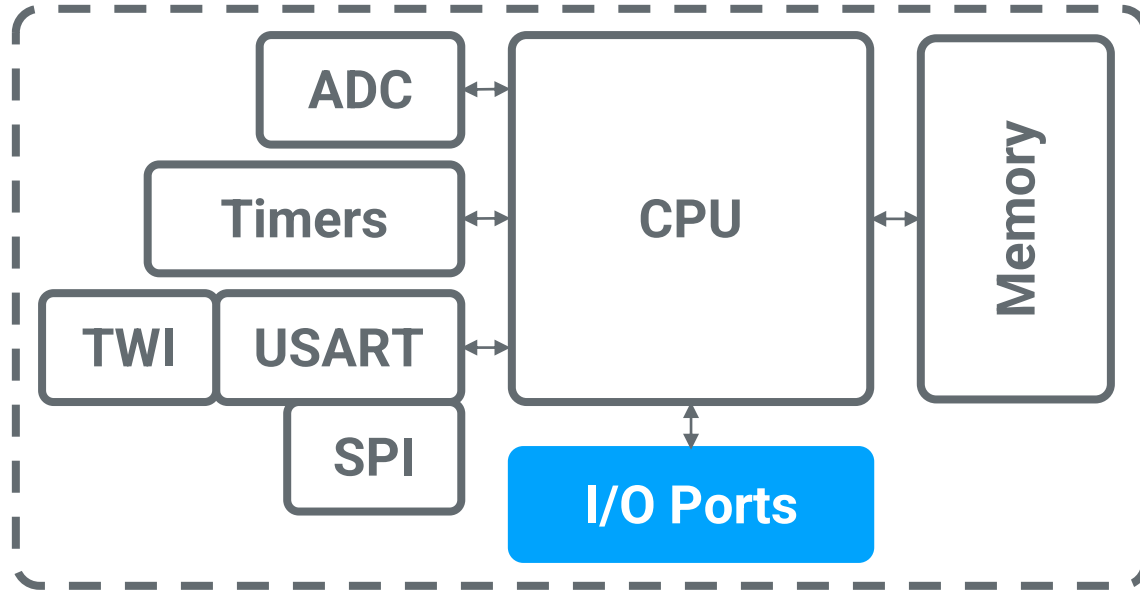 ADC
Timers
CPU
Memory
TWI
USART
SPI
I/O Ports